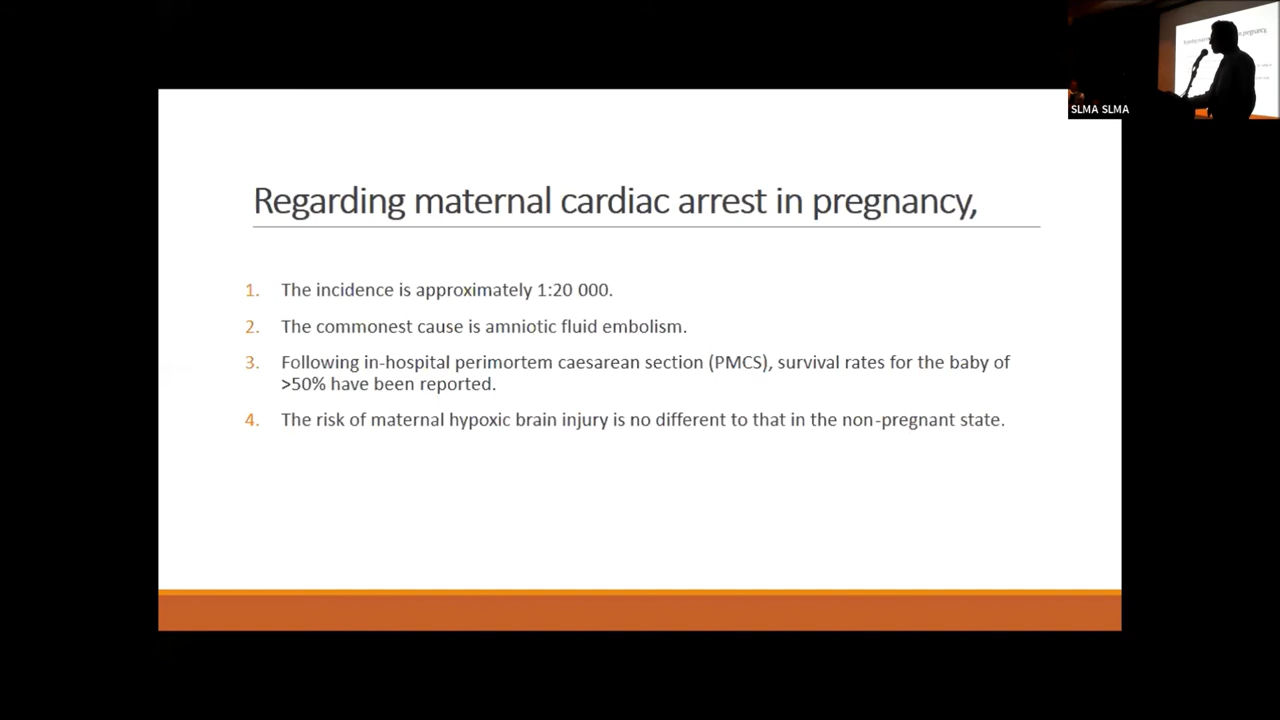 SLMA SLMA
Regarding maternal cardiac arrest in pregnancy,
1. The incidence is approximately 1:20 000.
2. The commonest cause is amniotic fluid embolism.
3. Following in-hospital perimortem caesarean section (PMCS), survival rates for the baby of
>50% have been reported.
4. The risk of maternal hypoxic brain injury is no different to that in the non-pregnant state.